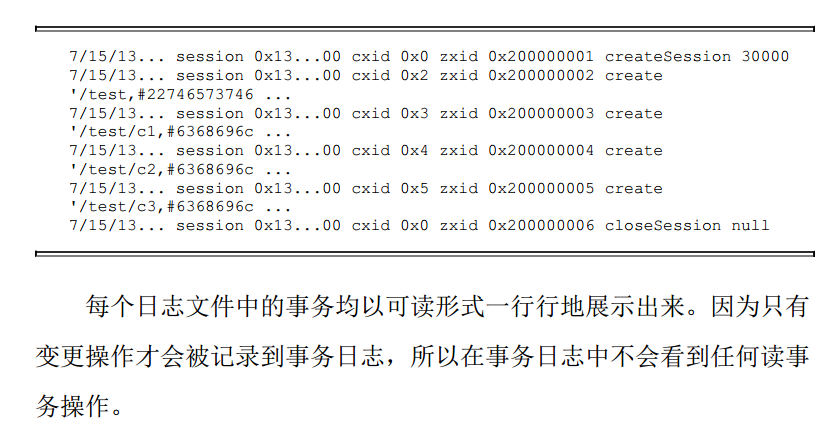 7/15/13... session 0x13...00 cxid 0x0 zxid 0x200000001 createSession 30000
7/15/13... session 0x13...00 cxid 0x2 zxid 0x200000002 create
'/test,#22746573746 ...
7/15/13... session 0x13...00 cxid 0x3 zxid 0x200000003 create
'/test/c1,#6368696c ...
7/15/13... session 0x13...00 cxid 0x4 zxid 0x200000004 create
'/test/c2,#6368696c ...
7/15/13... session 0x13...00 cxid 0x5 zxid 0x200000005 create
'/test/c3,#6368696c ...
7/15/13... session 0x13...00 cxid 0x0 zxid 0x200000006 closeSession null
每个日志文件中的事务均以可读形式一行行地展示出来。因为只有
变更操作才会被记录到事务日志，所以在事务日志中不会看到任何读事
务操作。